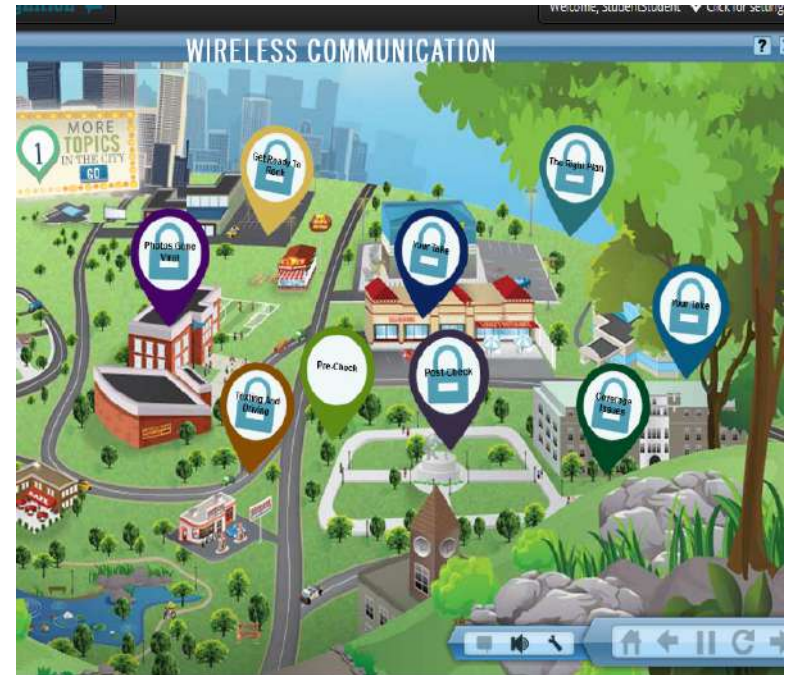 Welcome, StudentStudent Click for setting
WIRELESS COMMUNICATION
?
1
MORE
TOPICS
IN THE CITY
GO
Get Ready To
Rock
The Right Plan
Photos Gone
Viral
Your Take
Your Take
Pre-Check
Post-Check
Texting And
Driving
Coverage
Issues